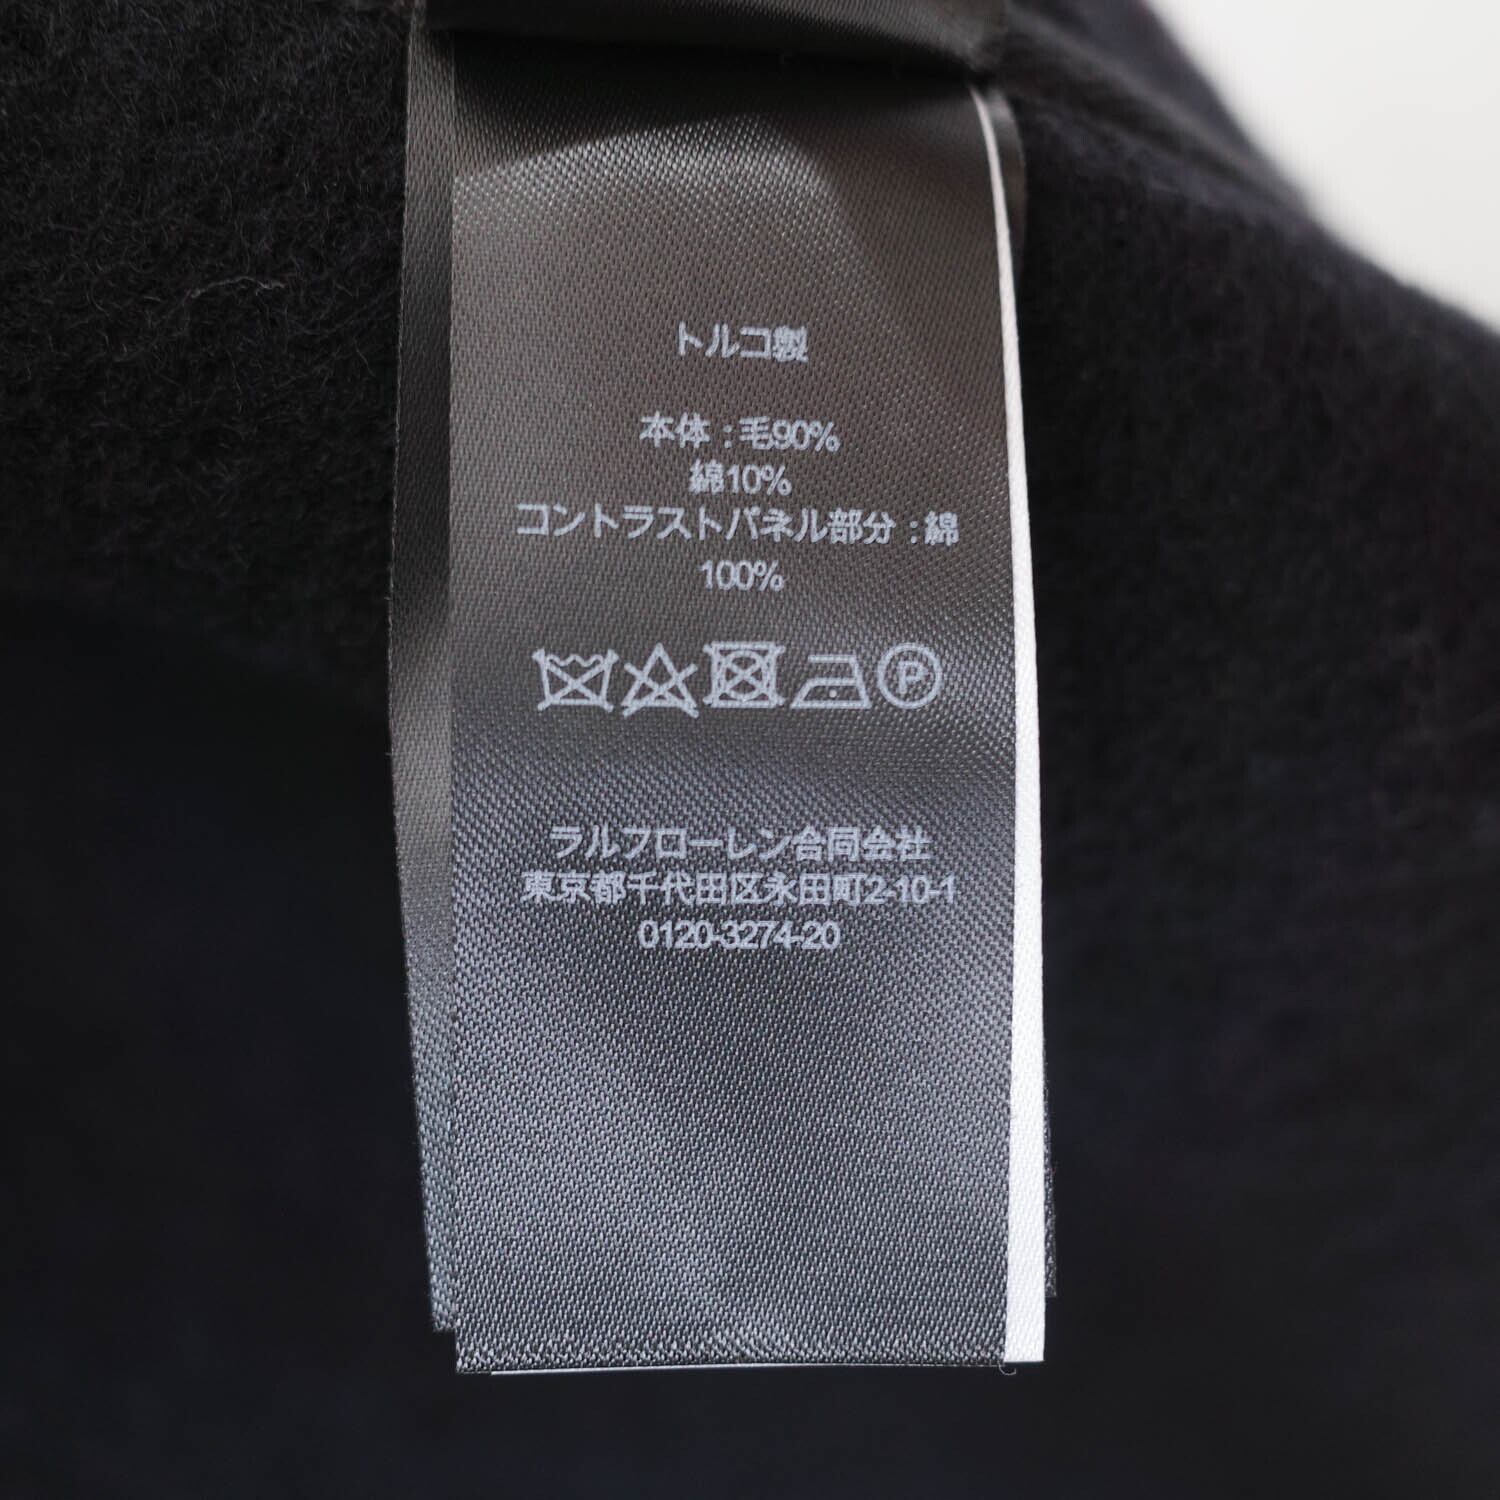 トルコ製
本体 : 毛90%
綿10%
コントラストパネル部分 : 綿
100%
P
ラルフローレン合同会社
東京都千代田区永田町2-10-1
0120-3274-20